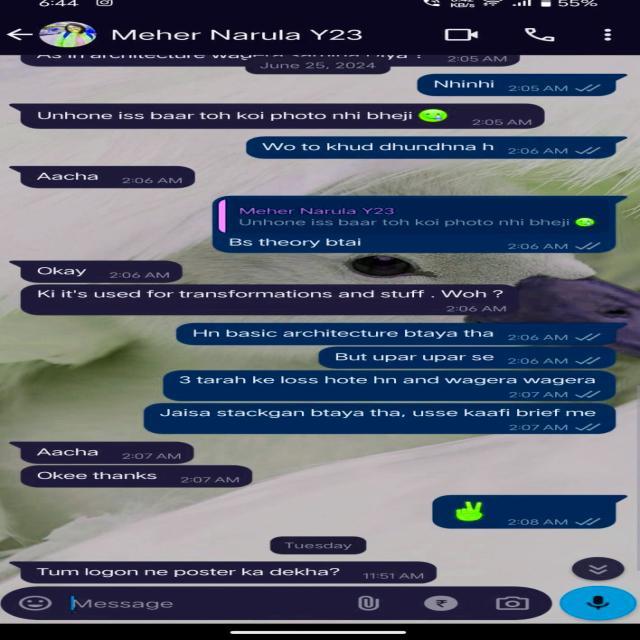 6:44
KB/s
55%
Meher Narula Y23
2:05 AM
June 25, 2024
Nhinhi 2:05 AM
Unhone iss baar toh koi photo nhi bheji 🥲 2:05 AM
Wo to khud dhundhna h 2:06 AM
Aacha 2:06 AM
Meher Narula Y23
Unhone iss baar toh koi photo nhi bheji 🥲
Bs theory btai 2:06 AM
Okay 2:06 AM
Ki it's used for transformations and stuff . Woh ?
2:06 AM
Hn basic architecture btaya tha 2:06 AM
But upar upar se 2:06 AM
3 tarah ke loss hote hn and wagera wagera
2:07 AM
Jaisa stackgan btaya tha, usse kaafi brief me
2:07 AM
Aacha 2:07 AM
Okee thanks 2:07 AM
✌️ 2:08 AM
Tuesday
Tum logon ne poster ka dekha? 11:51 AM
Message
₹